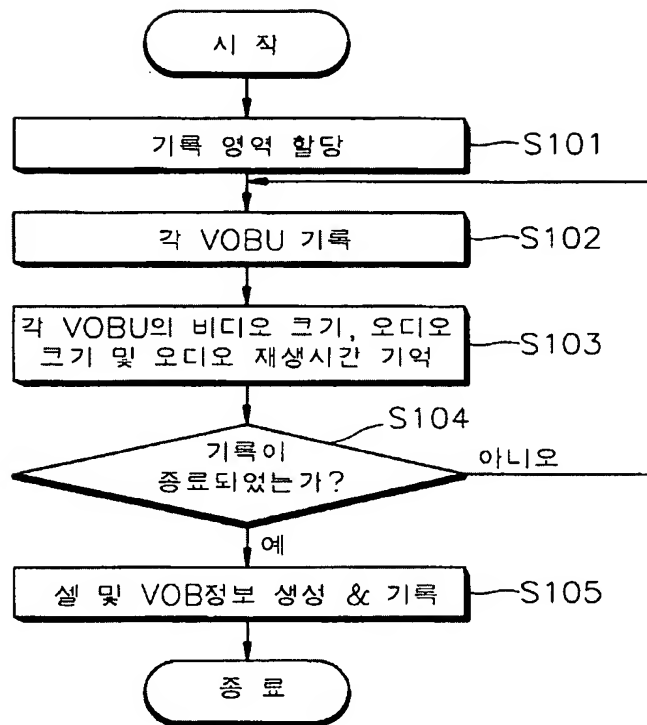 시 작
기록 영역 할당
S101
각 VOBU 기록
S102
각 VOBU의 비디오 크기, 오디오
크기 및 오디오 재생시간 기억
S103
S104
기록이
종료되었는가?
아니오
예
셀 및 VOB정보 생성 & 기록
S105
종 료